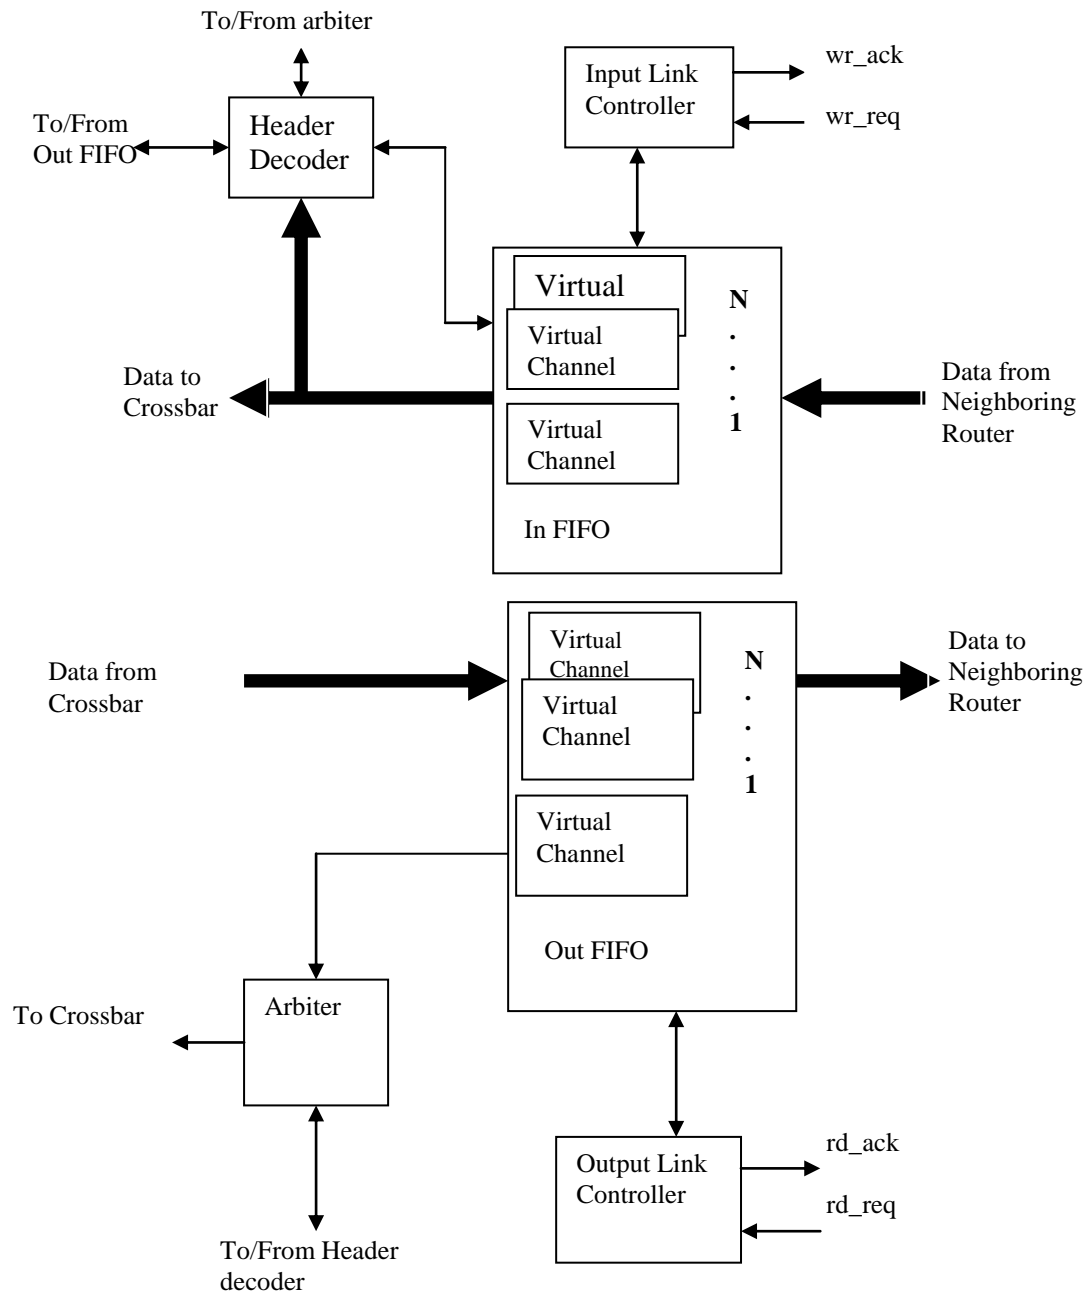 To/From arbiter
Input Link
Controller
wr_ack
wr_req
To/From
Out FIFO
Header
Decoder
Virtual
N
.
.
.
1
Virtual
Channel
Virtual
Channel
In FIFO
Data to
Crossbar
Data from
Neighboring
Router
Virtual
Channel
N
.
.
.
1
Virtual
Channel
Virtual
Channel
Out FIFO
Data from
Crossbar
Data to
Neighboring
Router
Arbiter
To Crossbar
To/From Header
decoder
Output Link
Controller
rd_ack
rd_req